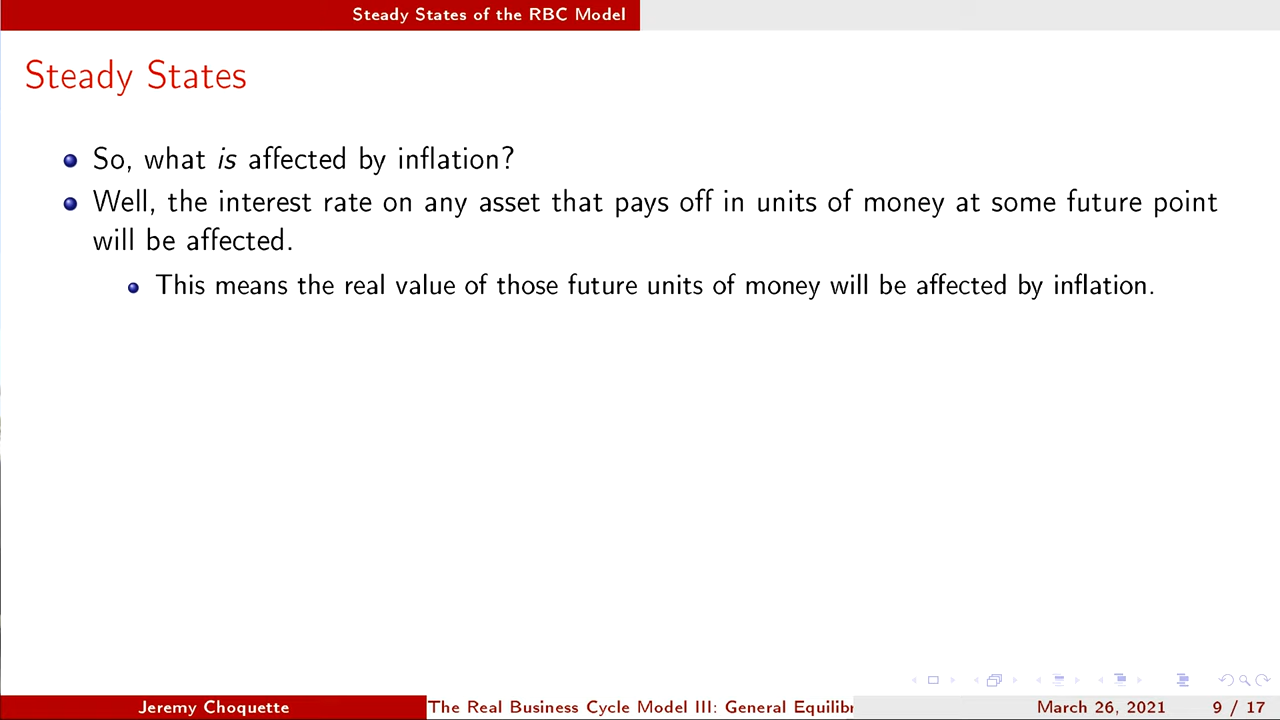 Steady States of the RBC Model
Steady States
So, what is affected by inflation?
Well, the interest rate on any asset that pays off in units of money at some future point
will be affected.
This means the real value of those future units of money will be affected by inflation.
Jeremy Choquette
The Real Business Cycle Model III: General Equilibr
March 26, 2021
9 / 17